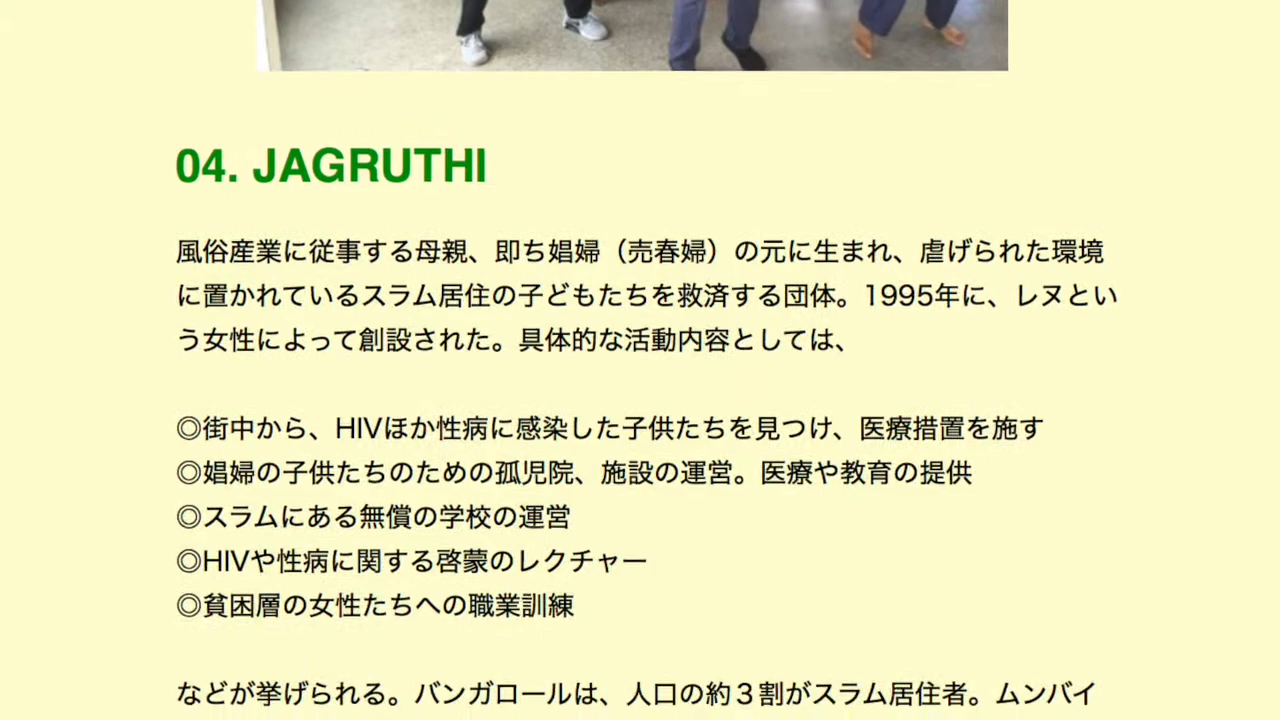 04. JAGRUTHI
風俗産業に従事する母親、即ち娼婦（売春婦）の元に生まれ、虐げられた環境
に置かれているスラム居住の子どもたちを救済する団体。1995年に、レヌとい
う女性によって創設された。具体的な活動内容としては、
◎街中から、HIVほか性病に感染した子供たちを見つけ、医療措置を施す
◎娼婦の子供たちのための孤児院、施設の運営。医療や教育の提供
◎スラムにある無償の学校の運営
◎HIVや性病に関する啓蒙のレクチャー
◎貧困層の女性たちへの職業訓練
などが挙げられる。バンガロールは、人口の約３割がスラム居住者。ムンバイ